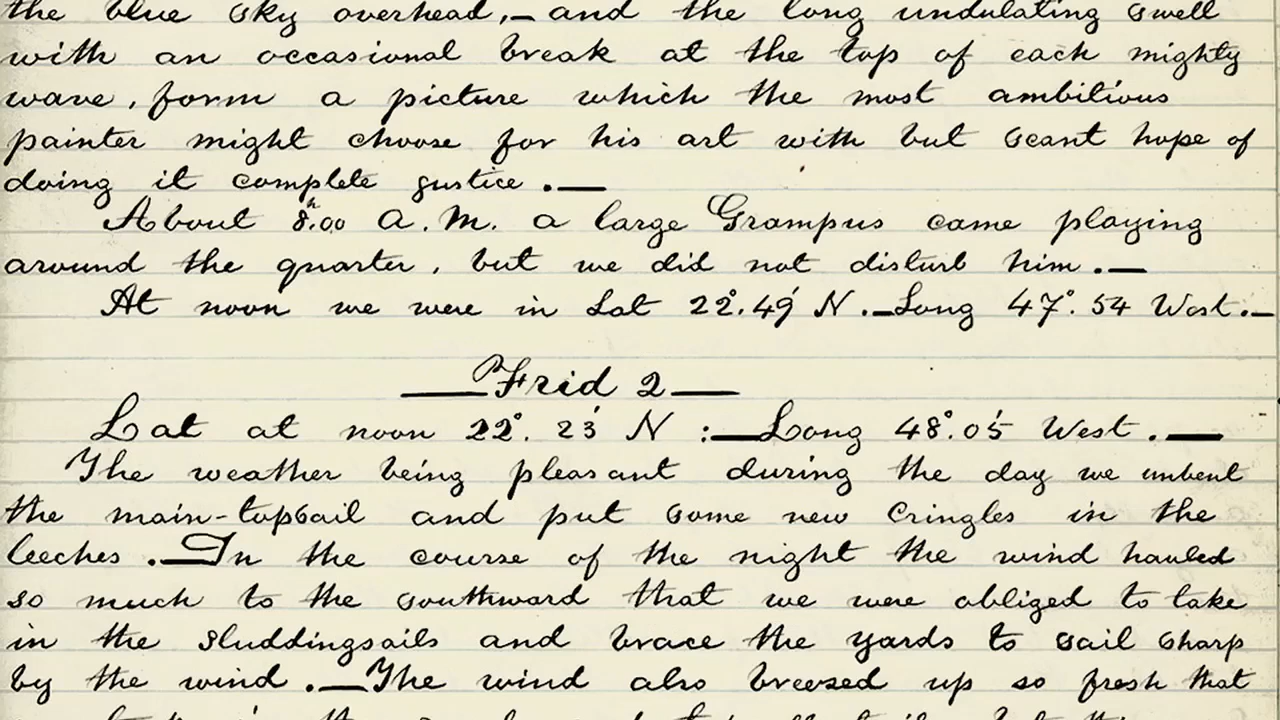 the blue sky overhead,— and the long undulating swell
with an occasional break at the top of each mighty
wave, form a picture which the most ambitious
painter might choose for his art with but scant hope of
doing it complete justice.—
About 8.ʰ00 A.M. a large Grampus came playing
around the quarter, but we did not disturb him.—
At noon we were in Lat 22°.49' N.—Long 47°.54 West.—
—Frid 2—
Lat at noon 22°. 23' N :—Long 48°.05' West.—
The weather being pleasant during the day we unbent
the main-topsail and put some new cringles in the
leeches.—In the course of the night the wind hauled
so much to the southward that we were obliged to take
in the studdingsails and brace the yards to sail sharp
by the wind.—The wind also breezed up so fresh that